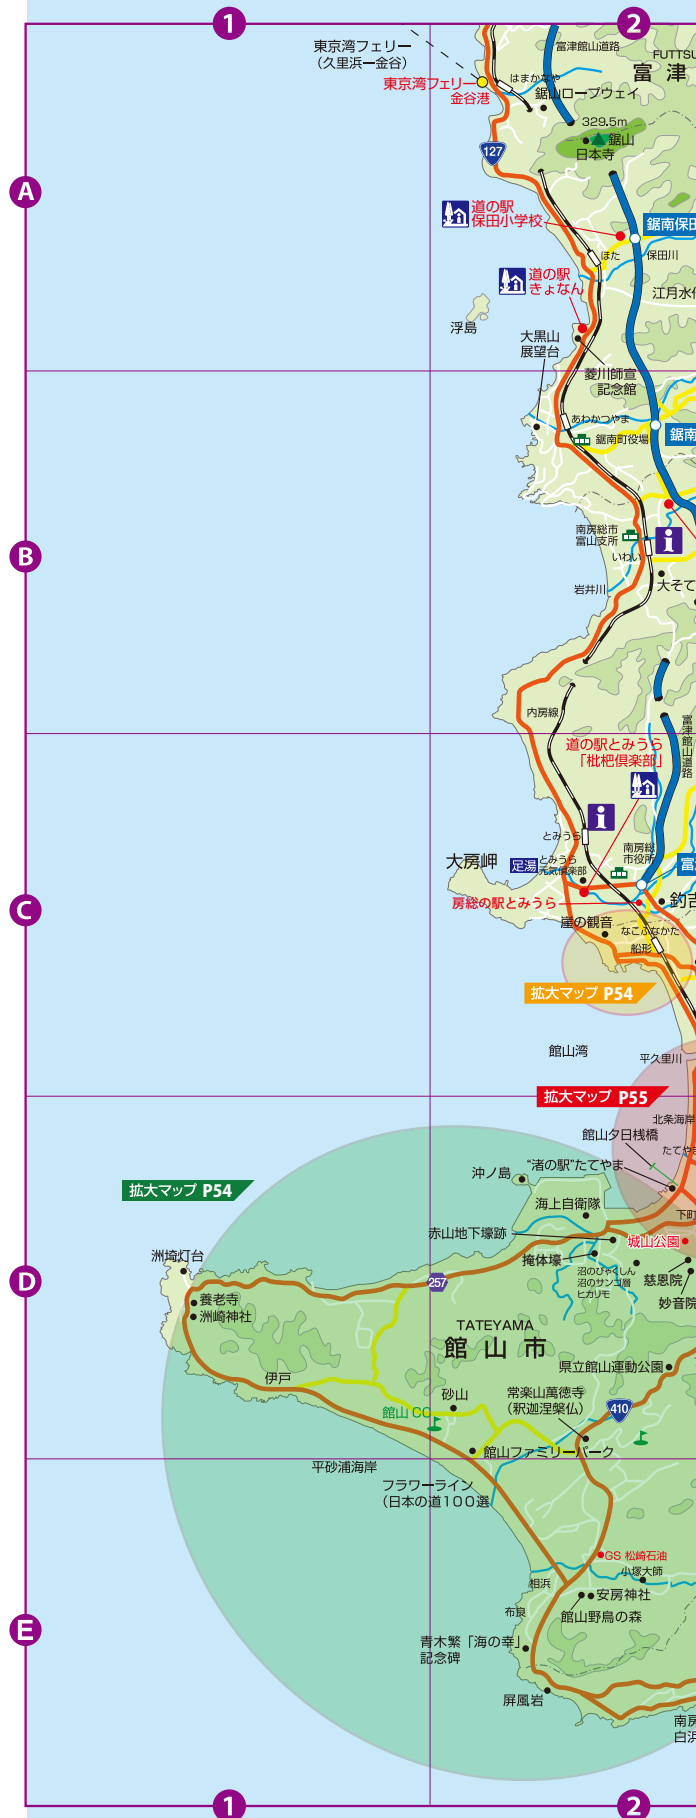 1
2
東京湾フェリー
(久里浜ー金谷)
富津館山道路
FUTTSU
富津
東京湾フェリー
金谷港
はまかなや
鋸山ロープウェイ
329.5m
鋸山
日本寺
127
A
道の駅
保田小学校
鋸南保田
ほた
保田川
道の駅
きょなん
江月水仙
浮島
大黒山
展望台
菱川師宣
記念館
あわかつやま
鋸南町役場
鋸南
B
南房総市
富山支所
いわい
岩井川
大そて
内房線
富津館山道路
道の駅とみうら
「枇杷倶楽部」
とみうら
南房総
市役所
大房岬
足湯
とみうら
元気倶楽部
富
C
房総の駅とみうら
釣吉
崖の観音
なこふなかた
船形
拡大マップ P54
館山湾
平久里川
拡大マップ P55
北条海岸
館山夕日桟橋
たてやま
"渚の駅"たてやま
沖ノ島
拡大マップ P54
海上自衛隊
下町
赤山地下壕跡
城山公園
掩体壕
洲埼灯台
257
沼のびゃくしん
沼のサンゴ層
ヒカリモ
慈恩院
妙音院
D
養老寺
洲崎神社
TATEYAMA
館山市
県立館山運動公園
伊戸
砂山
常楽山萬徳寺
(釈迦涅槃仏)
410
館山CC
館山ファミリーパーク
平砂浦海岸
フラワーライン
(日本の道100選
GS 松崎石油
小塚大師
相浜
安房神社
布良
館山野鳥の森
E
青木繁「海の幸」
記念碑
屏風岩
南房
白浜
1
2